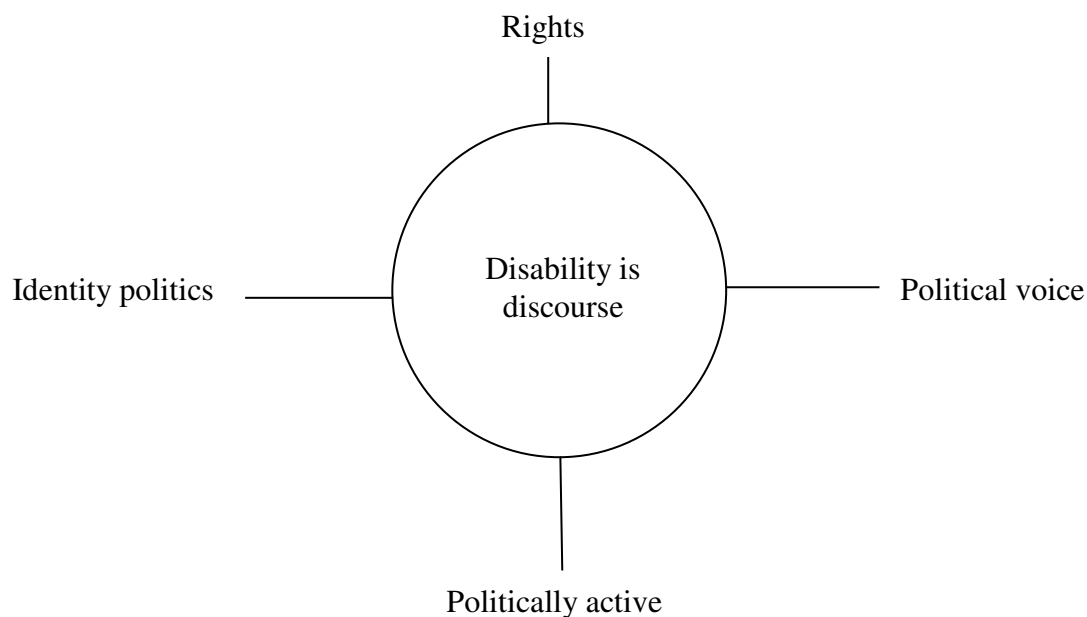 Rights
Disability is
discourse
Identity politics
Political voice
Politically active